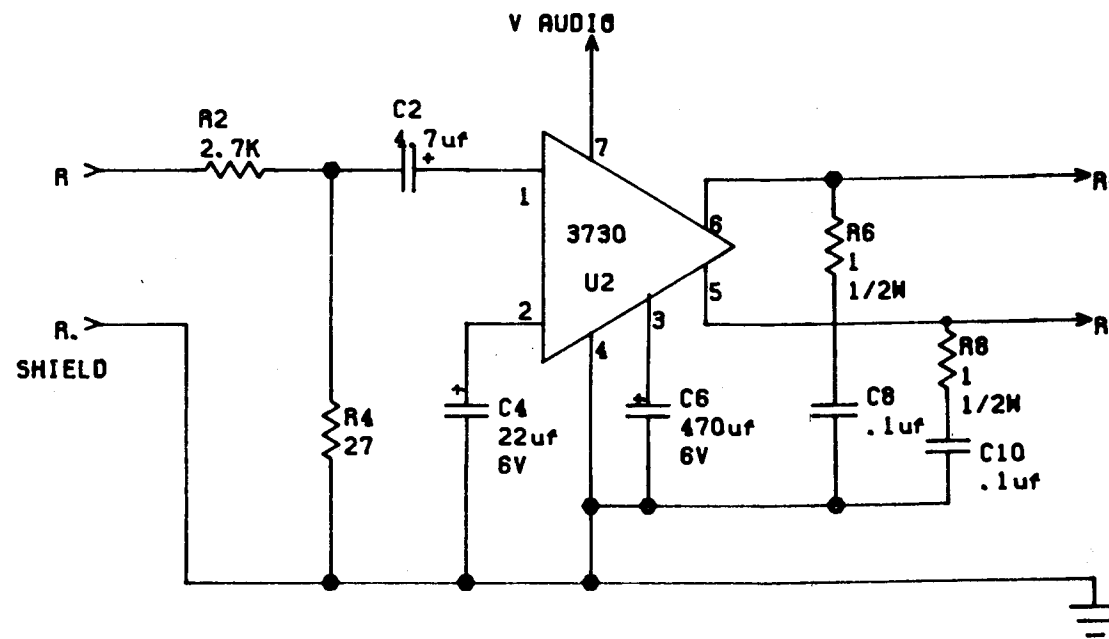 V AUDIO
R2
2.7K
C2
4.7uf
+
R
1
7
3730
U2
6
R
R6
1
1/2W
2
3
4
5
R.
SHIELD
R
R8
1
1/2W
+
C4
22uf
6V
+
C6
470uf
6V
C8
.1uf
R4
27
C10
.1uf